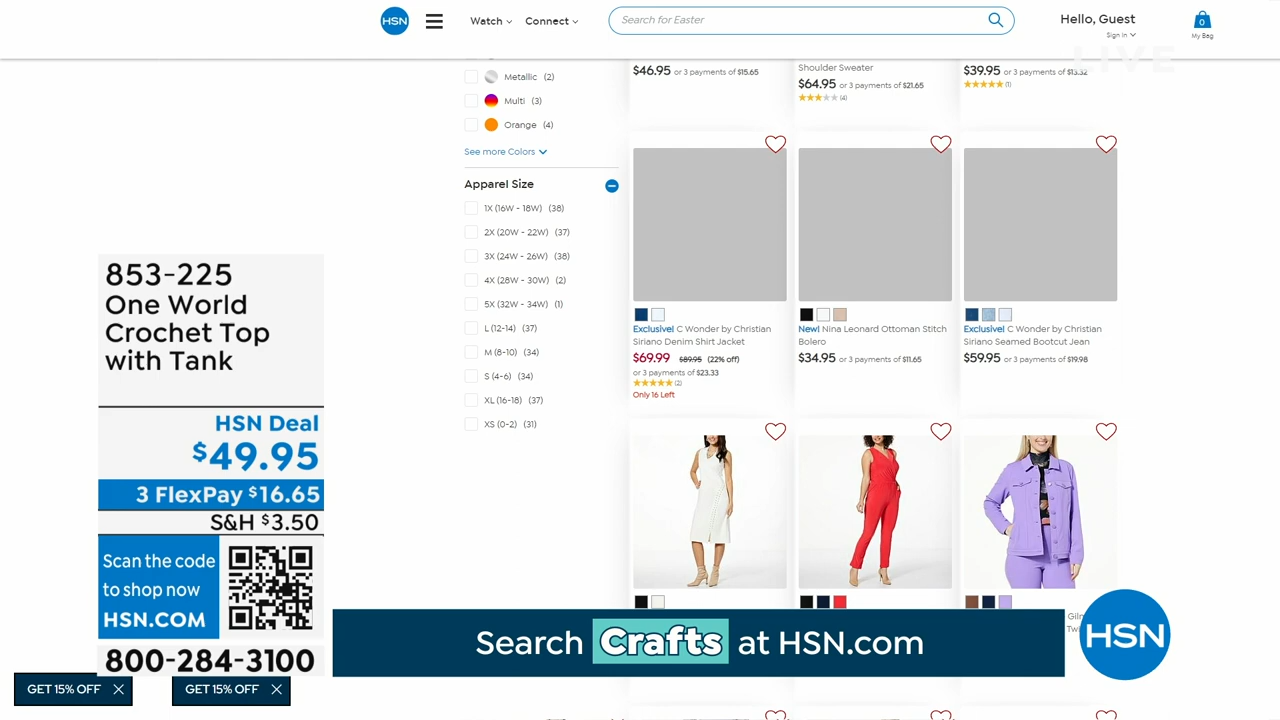 HSN
Watch
Connect
Search for Easter
Hello, Guest
Sign In
0
My Bag
LIVE
Metallic (2)
Multi (3)
Orange (4)
See more Colors
Apparel Size
1X (16W - 18W) (38)
2X (20W - 22W) (37)
3X (24W - 26W) (38)
4X (28W - 30W) (2)
5X (32W - 34W) (1)
L (12-14) (37)
M (8-10) (34)
S (4-6) (34)
XL (16-18) (37)
XS (0-2) (31)
$46.95 or 3 payments of $15.65
Shoulder Sweater
$64.95 or 3 payments of $21.65
(4)
$39.95 or 3 payments of $13.32
(1)
Exclusive! C Wonder by Christian
Siriano Denim Shirt Jacket
$69.99 $89.95 (22% off)
or 3 payments of $23.33
(2)
Only 16 Left
New! Nina Leonard Ottoman Stitch
Bolero
$34.95 or 3 payments of $11.65
Exclusive! C Wonder by Christian
Siriano Seamed Bootcut Jean
$59.95 or 3 payments of $19.98
853-225
One World
Crochet Top
with Tank
HSN Deal
$49.95
3 FlexPay $16.65
S&H $3.50
Scan the code
to shop now
HSN.COM
800-284-3100
GET 15% OFF
GET 15% OFF
Search Crafts at HSN.com
HSN